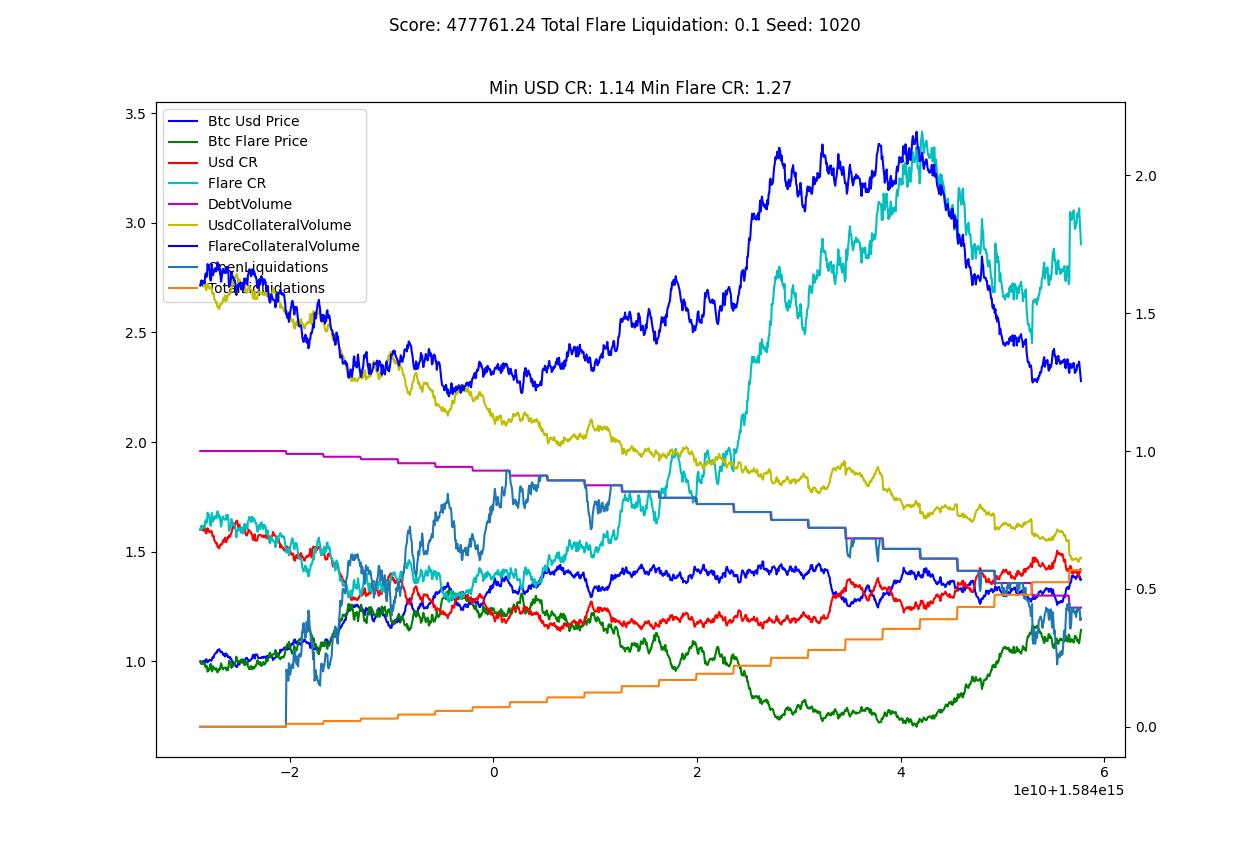 Score: 477761.24 Total Flare Liquidation: 0.1 Seed: 1020
Min USD CR: 1.14 Min Flare CR: 1.27
Btc Usd Price
Btc Flare Price
Usd CR
Flare CR
DebtVolume
UsdCollateralVolume
FlareCollateralVolume
OpenLiquidations
TotalLiquidations
3.5
3.0
2.5
2.0
1.5
1.0
2.0
1.5
1.0
0.5
0.0
−2
0
2
4
6
1e10+1.584e15